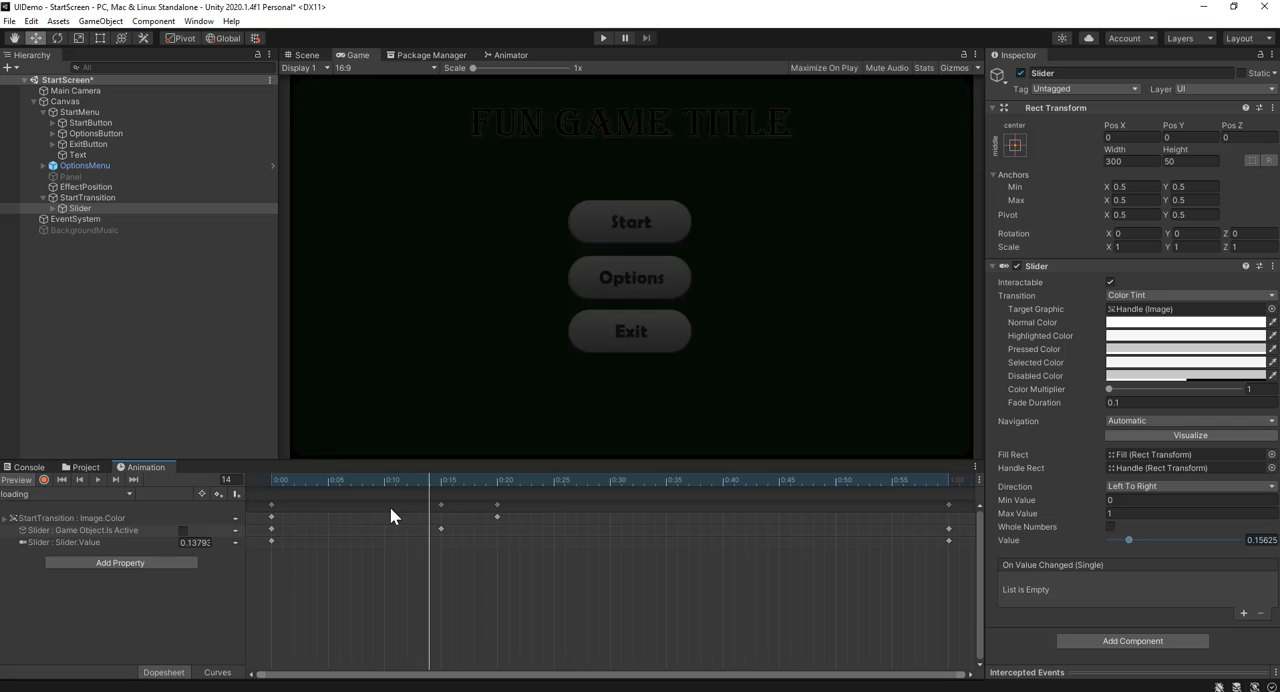 UIDemo - StartScreen - PC, Mac & Linux Standalone - Unity 2020.1.4f1 Personal* <DX11>
File Edit Assets GameObject Component Window Help
Pivot Global Account Layers Layout
Hierarchy Scene Game Package Manager Animator Inspector
All
Display 1 16:9 Scale 1x Maximize On Play Mute Audio Stats Gizmos
StartScreen*
Main Camera
Canvas
StartMenu
StartButton
OptionsButton
ExitButton
Text
OptionsMenu
Panel
EffectPosition
StartTransition
Slider
EventSystem
BackgroundMusic
FUN GAME TITLE
Start
Options
Exit
Slider Static
Tag Untagged Layer UI
Rect Transform
center Pos X Pos Y Pos Z
middle 0 0 0
Width Height
300 50 R
Anchors
Min X 0.5 Y 0.5
Max X 0.5 Y 0.5
Pivot X 0.5 Y 0.5
Rotation X 0 Y 0 Z 0
Scale X 1 Y 1 Z 1
Slider
Interactable
Transition Color Tint
Target Graphic Handle (Image)
Normal Color
Highlighted Color
Pressed Color
Selected Color
Disabled Color
Color Multiplier 1
Fade Duration 0.1
Navigation Automatic
Visualize
Fill Rect Fill (Rect Transform)
Handle Rect Handle (Rect Transform)
Direction Left To Right
Min Value 0
Max Value 1
Whole Numbers
Value 0.15625
On Value Changed (Single)
List is Empty
Add Component
Intercepted Events
Console Project Animation
Preview 14 0:00 0:05 0:10 0:15 0:20 0:25 0:30 0:35 0:40 0:45 0:50 0:55 1:00
loading
StartTransition : Image.Color
Slider : Game Object.Is Active
Slider : Slider.Value 0.13793
Add Property
Dopesheet Curves